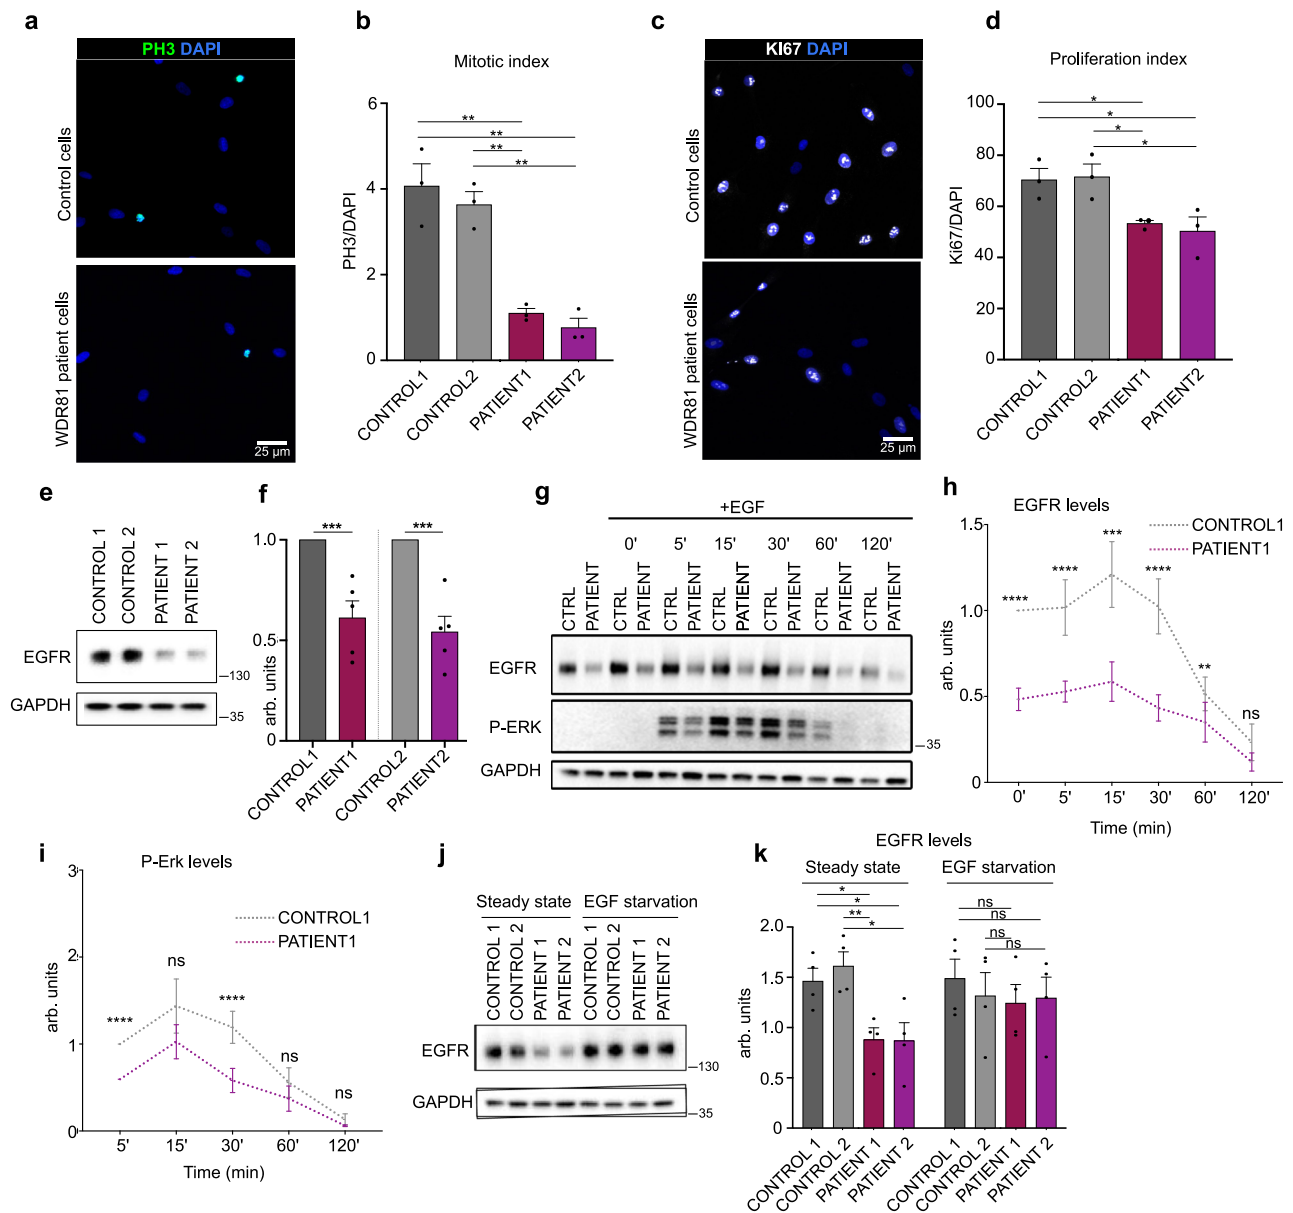 a
PH3 DAPI
Control cells
WDR81 patient cells
25 µm
b
Mitotic index
PH3/DAPI
6
4
2
0
**
**
**
**
CONTROL1
CONTROL2
PATIENT1
PATIENT2
c
KI67 DAPI
Control cells
WDR81 patient cells
25 µm
d
Proliferation index
Ki67/DAPI
100
80
60
40
20
0
*
*
*
*
CONTROL1
CONTROL2
PATIENT1
PATIENT2
e
CONTROL 1
CONTROL 2
PATIENT 1
PATIENT 2
EGFR
–130
GAPDH
–35
f
arb. units
1.0
0.5
0
***
***
CONTROL1
PATIENT1
CONTROL2
PATIENT2
g
+EGF
0' 5' 15' 30' 60' 120'
CTRL PATIENT CTRL PATIENT CTRL PATIENT CTRL PATIENT CTRL PATIENT CTRL PATIENT
EGFR
P-ERK
–35
GAPDH
h
EGFR levels
CONTROL1
PATIENT1
arb. units
1.5
1.0
0.5
0
****
****
***
****
**
ns
0' 5' 15' 30' 60' 120'
Time (min)
i
P-Erk levels
CONTROL1
PATIENT1
arb. units
3
2
1
0
****
ns
****
ns
ns
5' 15' 30' 60' 120'
Time (min)
j
Steady state EGF starvation
CONTROL 1 CONTROL 2 PATIENT 1 PATIENT 2 CONTROL 1 CONTROL 2 PATIENT 1 PATIENT 2
EGFR
–130
GAPDH
–35
k
EGFR levels
Steady state EGF starvation
arb. units
2.0
1.5
1.0
0.5
0
*
*
**
*
ns
ns
ns
ns
CONTROL 1
CONTROL 2
PATIENT 1
PATIENT 2
CONTROL 1
CONTROL 2
PATIENT 1
PATIENT 2